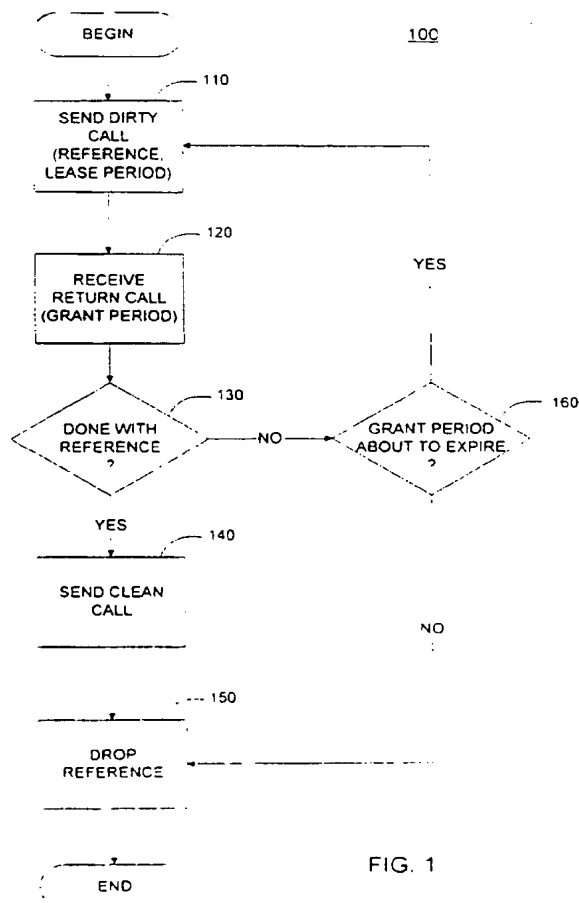 BEGIN
100
110
SEND DIRTY
CALL
(REFERENCE,
LEASE PERIOD)
120
RECEIVE
RETURN CALL
(GRANT PERIOD)
YES
130
DONE WITH
REFERENCE
?
NO
160
GRANT PERIOD
ABOUT TO EXPIRE
?
YES
140
SEND CLEAN
CALL
NO
150
DROP
REFERENCE
END
FIG. 1